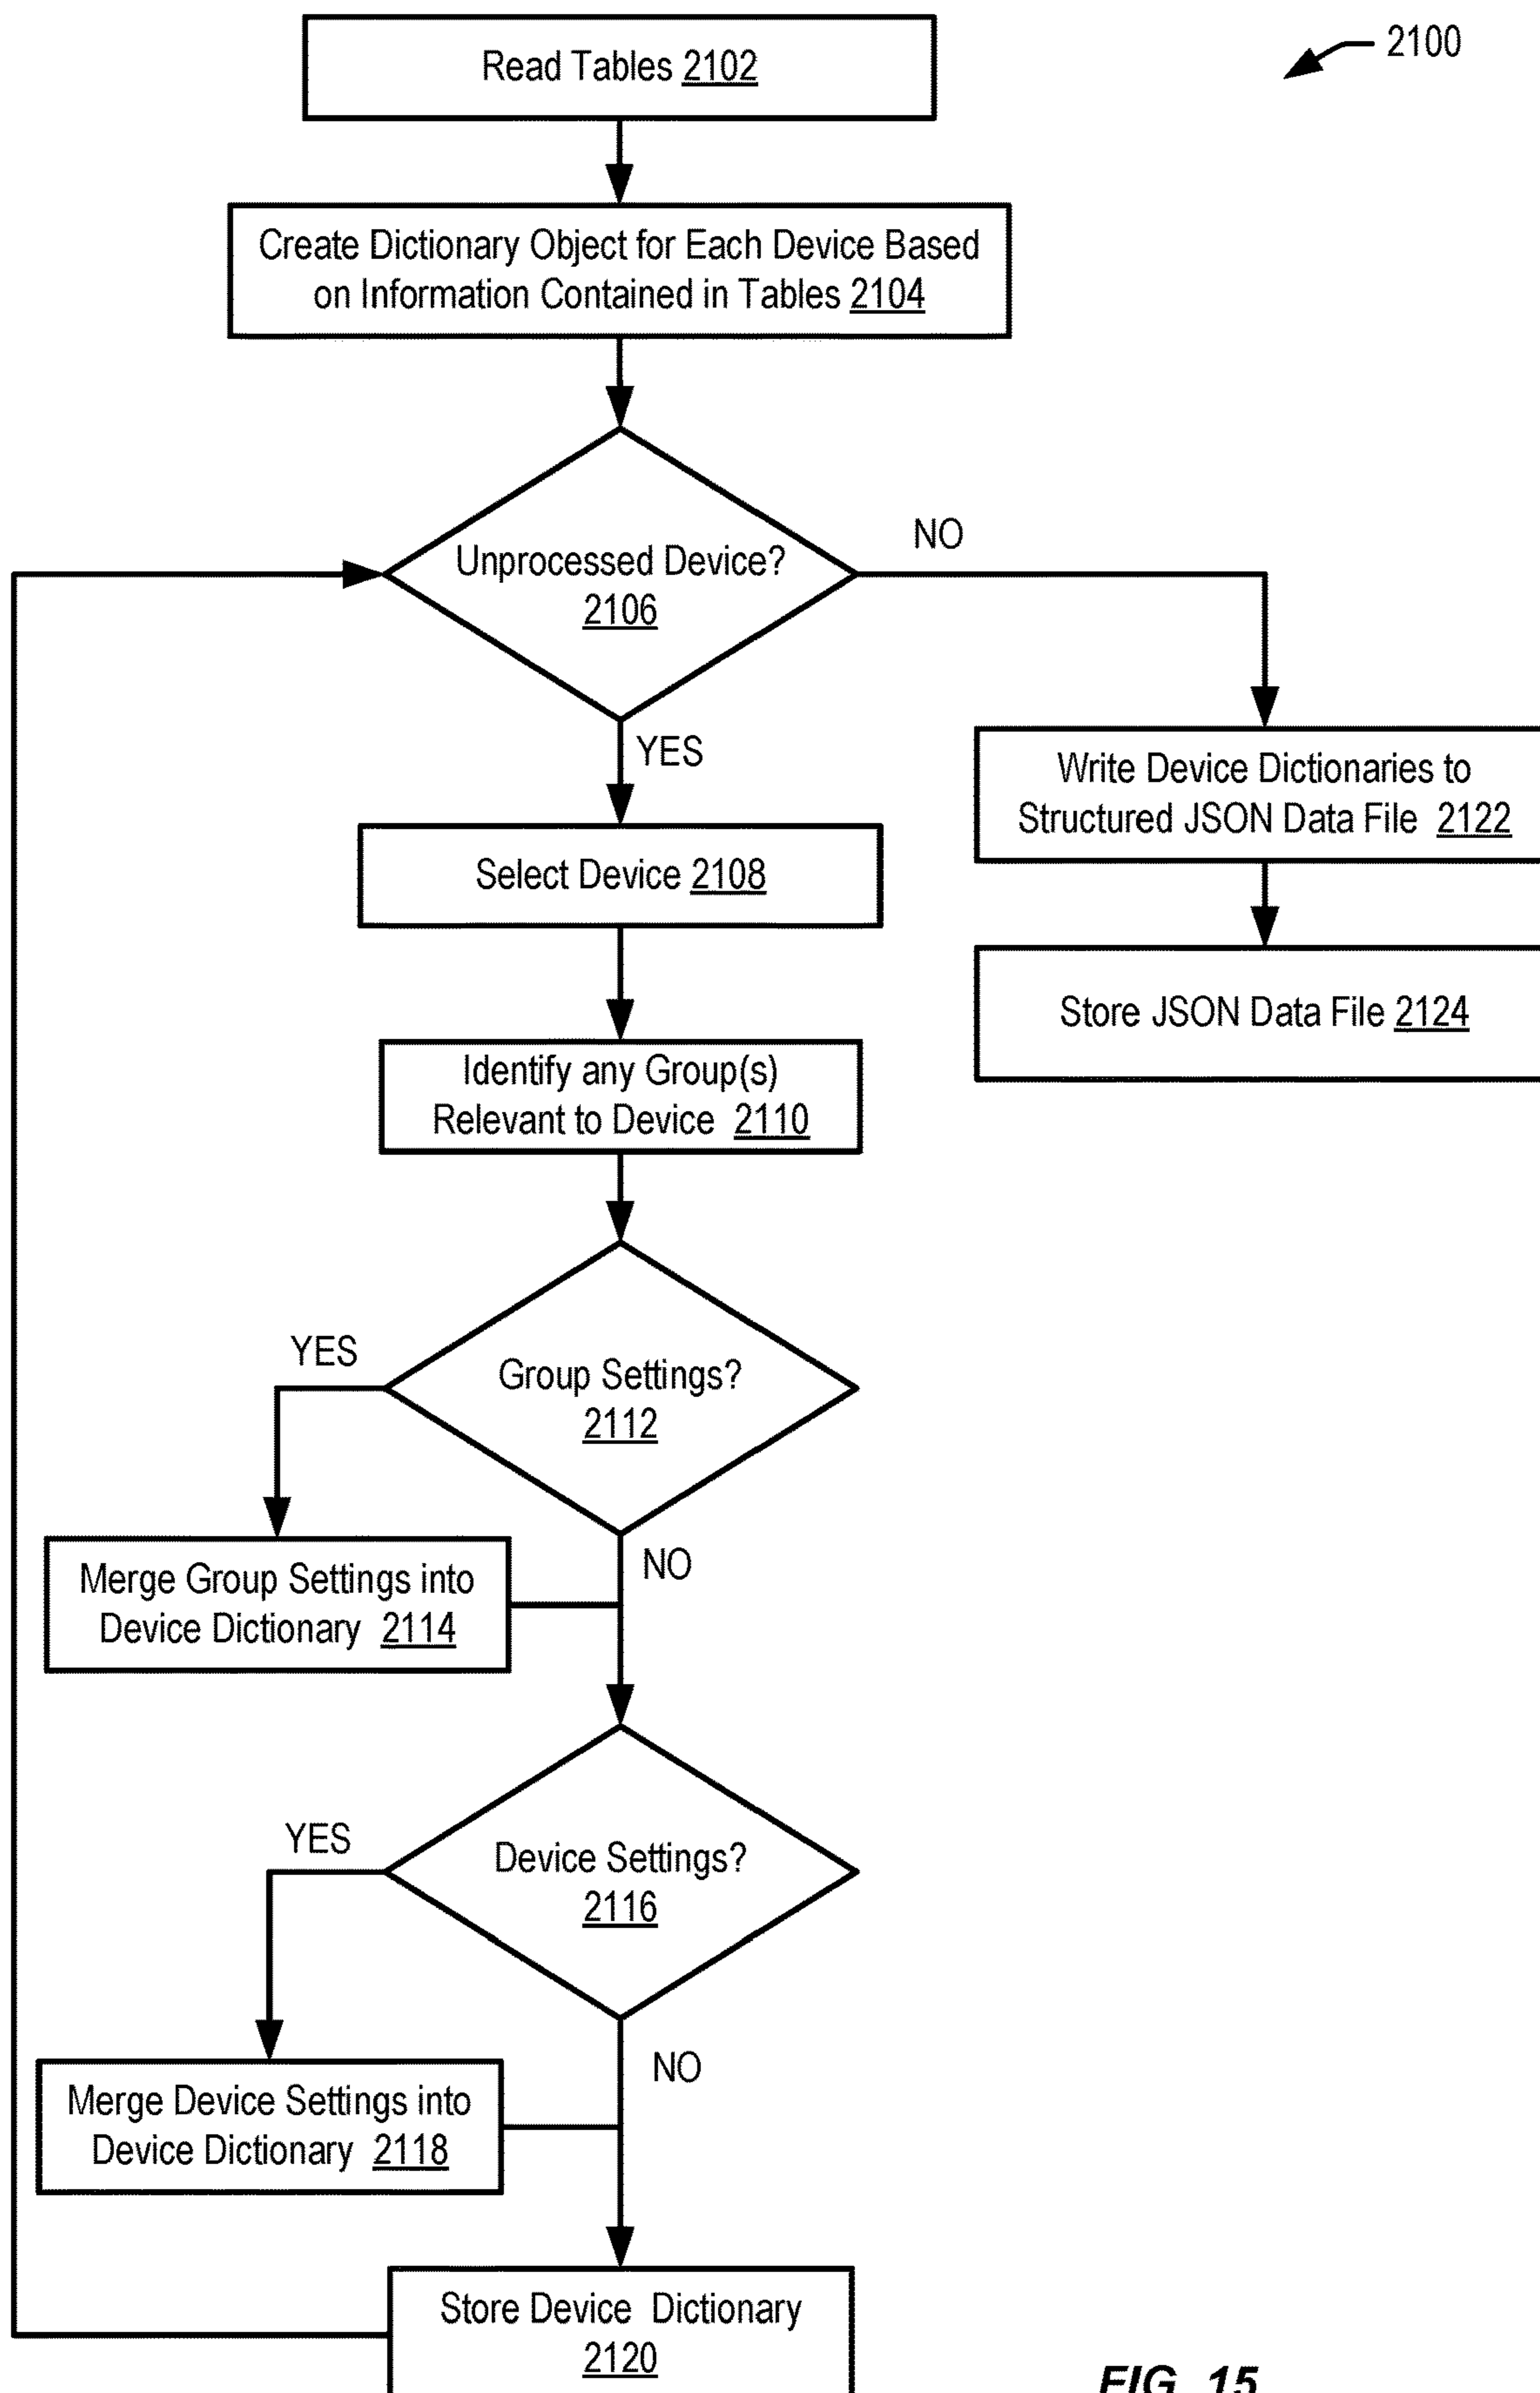 2100
Read Tables 2102
Create Dictionary Object for Each Device Based
on Information Contained in Tables 2104
Unprocessed Device?
2106
NO
YES
Write Device Dictionaries to
Structured JSON Data File 2122
Select Device 2108
Store JSON Data File 2124
Identify any Group(s)
Relevant to Device 2110
Group Settings?
2112
YES
NO
Merge Group Settings into
Device Dictionary 2114
Device Settings?
2116
YES
NO
Merge Device Settings into
Device Dictionary 2118
Store Device Dictionary
2120
FIG. 15